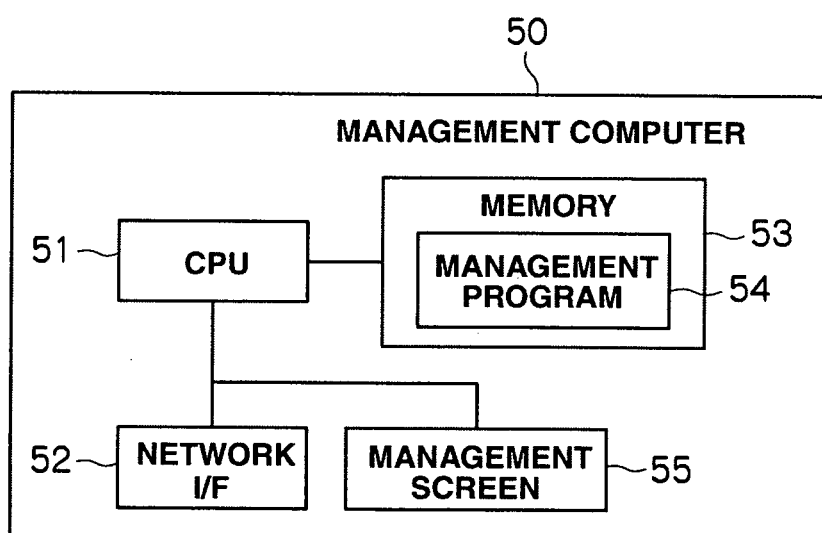 50
MANAGEMENT COMPUTER
MEMORY
51
CPU
53
MANAGEMENT
PROGRAM
54
52
NETWORK
I/F
MANAGEMENT
SCREEN
55